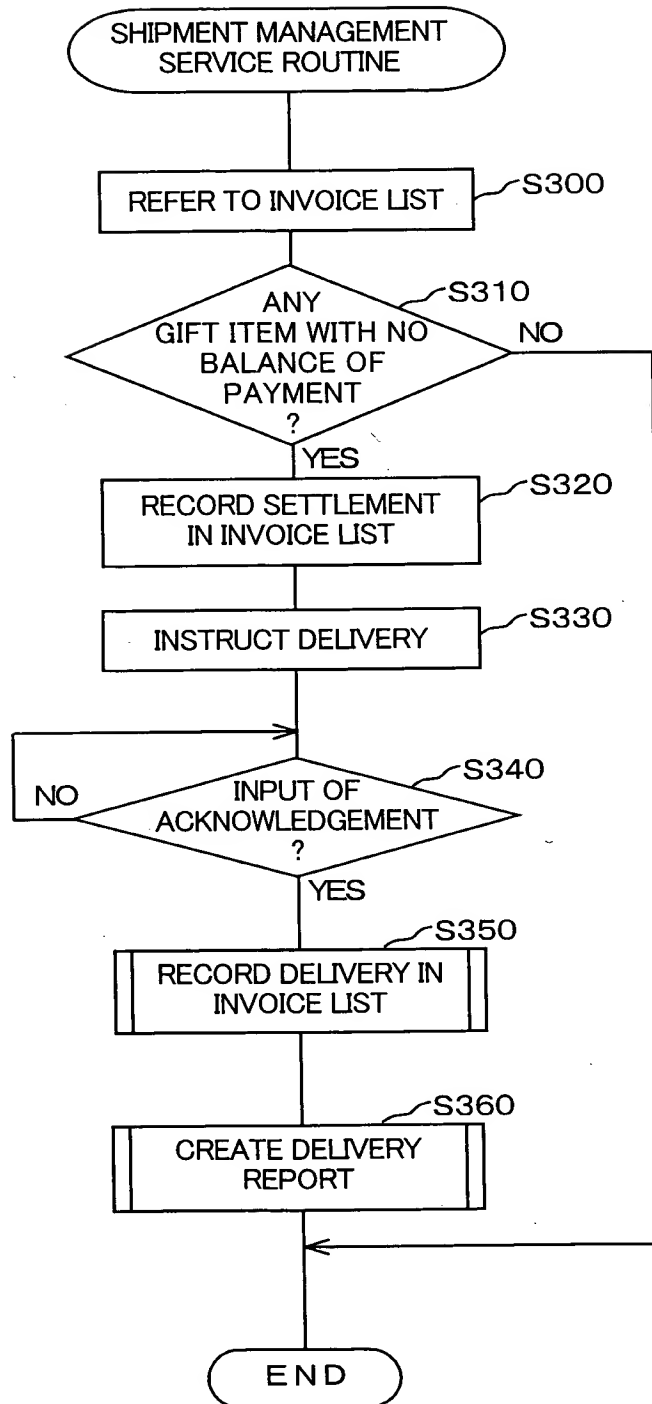 SHIPMENT MANAGEMENT
SERVICE ROUTINE
REFER TO INVOICE LIST
S300
ANY
GIFT ITEM WITH NO
BALANCE OF
PAYMENT
?
S310
NO
YES
RECORD SETTLEMENT
IN INVOICE LIST
S320
INSTRUCT DELIVERY
S330
INPUT OF
ACKNOWLEDGEMENT
?
S340
NO
YES
RECORD DELIVERY IN
INVOICE LIST
S350
CREATE DELIVERY
REPORT
S360
END